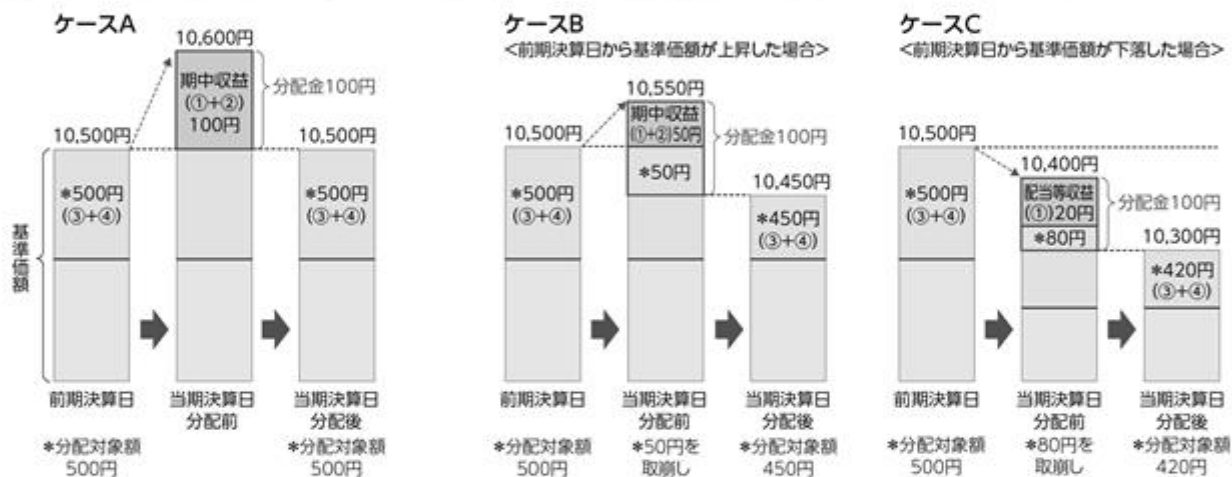 ケースA
10,600円
期中収益
(①+②)
100円
分配金100円
10,500円
10,500円
*500円
(③+④)
*500円
(③+④)
基準価額
前期決算日
当期決算日
分配前
当期決算日
分配後
*分配対象額
500円
*分配対象額
500円
ケースB
<前期決算日から基準価額が上昇した場合>
10,550円
期中収益
(①+②)50円
分配金100円
10,500円
*50円
10,450円
*500円
(③+④)
*450円
(③+④)
前期決算日
当期決算日
分配前
当期決算日
分配後
*分配対象額
500円
*50円を
取崩し
*分配対象額
450円
ケースC
<前期決算日から基準価額が下落した場合>
10,500円
10,400円
配当等収益
(①)20円
分配金100円
*80円
10,300円
*500円
(③+④)
*420円
(③+④)
前期決算日
当期決算日
分配前
当期決算日
分配後
*分配対象額
500円
*80円を
取崩し
*分配対象額
420円